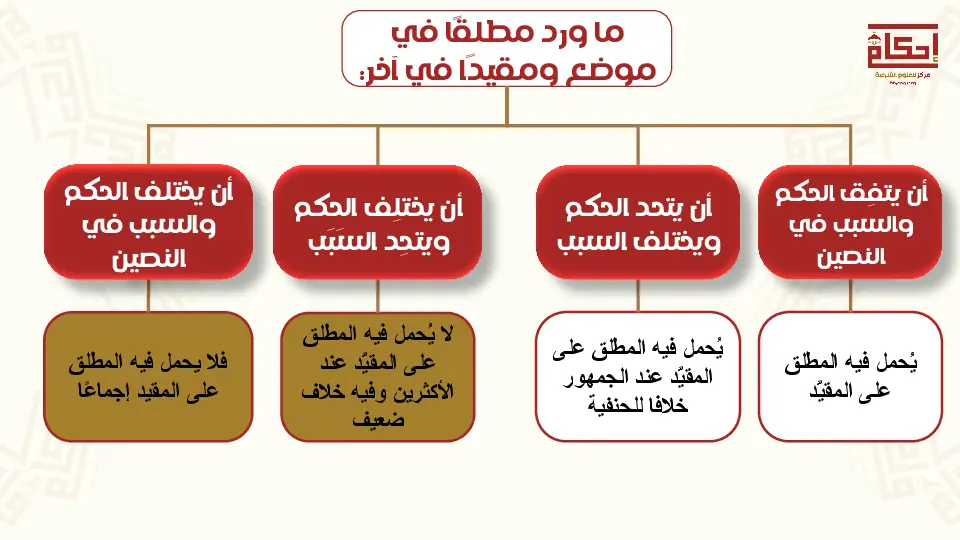 ما ورد مطلقًا في
موضع ومقيدًا في آخر:
إحكام
مركز للعلوم الشرعية
أن يتفِق الحكم
والسبب في
النصين
يُحمل فيه المطلق
على المقيّد
أن يتحد الحكم
ويختلف السبب
يُحمل فيه المطلق على
المقيّد عند الجمهور
خلافا للحنفية
أن يختلِف الحكم
ويتحِد السبَبَب
لا يُحمل فيه المطلق
على المقيَّد عند
الأكثرين وفيه خلاف
ضعيف
أن يختلف الحكم
والسبب في
النصين
فلا يحمل فيه المطلق
على المقيد إجماعًا